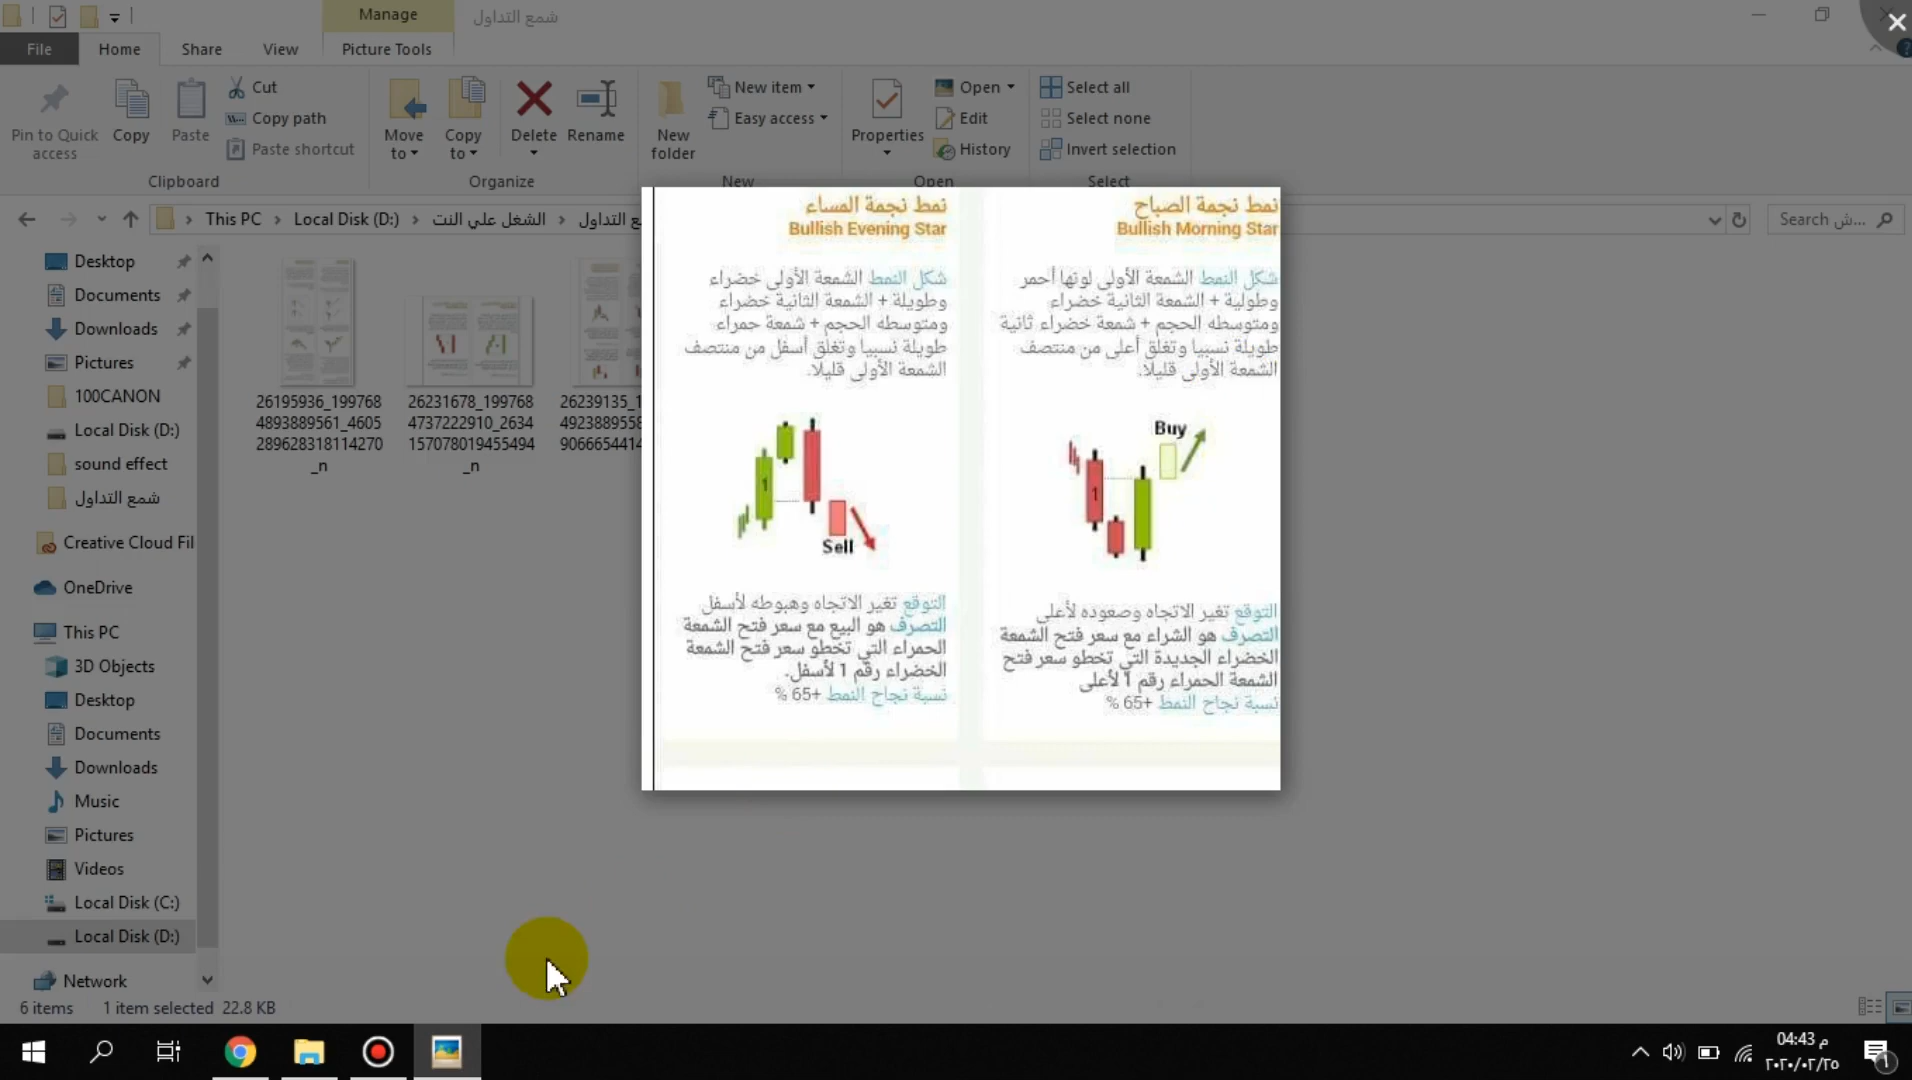 Manage
شمع التداول
File
Home
Share
View
Picture Tools
Pin to Quick access
Copy
Paste
Cut
Copy path
Paste shortcut
Clipboard
Move to
Copy to
Delete
Rename
Organize
New folder
New item
Easy access
New
Properties
Open
Edit
History
Open
Select all
Select none
Invert selection
Select
This PC
Local Disk (D:)
الشغل علي النت
ع التداول
Search ش...
Desktop
Documents
Downloads
Pictures
100CANON
Local Disk (D:)
sound effect
شمع التداول
Creative Cloud Fil
OneDrive
This PC
3D Objects
Desktop
Documents
Downloads
Music
Pictures
Videos
Local Disk (C:)
Local Disk (D:)
Network
26195936_199768
4893889561_4605
289628318114270
_n
26231678_199768
4737222910_2634
157078019455494
_n
26239135_1
4923889558
9066654414
نمط نجمة الصباح
Bullish Morning Star
شكل النمط الشمعة الأولى لونها أحمر
وطولية + الشمعة الثانية خضراء
ومتوسطه الحجم + شمعة خضراء ثانية
طويلة نسبيا وتغلق أعلى من منتصف
الشمعة الأولى قليلا.
Buy
1
التوقع تغير الاتجاه وصعوده لأعلى
التصرف هو الشراء مع سعر فتح الشمعة
الخضراء الجديدة التي تخطو سعر فتح
الشمعة الحمراء رقم 1 لأعلى
نسبة نجاح النمط +65 %
نمط نجمة المساء
Bullish Evening Star
شكل النمط الشمعة الأولى خضراء
وطويلة + الشمعة الثانية خضراء
ومتوسطه الحجم + شمعة حمراء
طويلة نسبيا وتغلق أسفل من منتصف
الشمعة الأولى قليلا.
1
Sell
التوقع تغير الاتجاه وهبوطه لأسفل
التصرف هو البيع مع سعر فتح الشمعة
الحمراء التي تخطو سعر فتح الشمعة
الخضراء رقم 1 لأسفل.
نسبة نجاح النمط +65 %
6 items
1 item selected
22.8 KB
04:43 م
٢٠٢٠/٠٢/٢٥
١